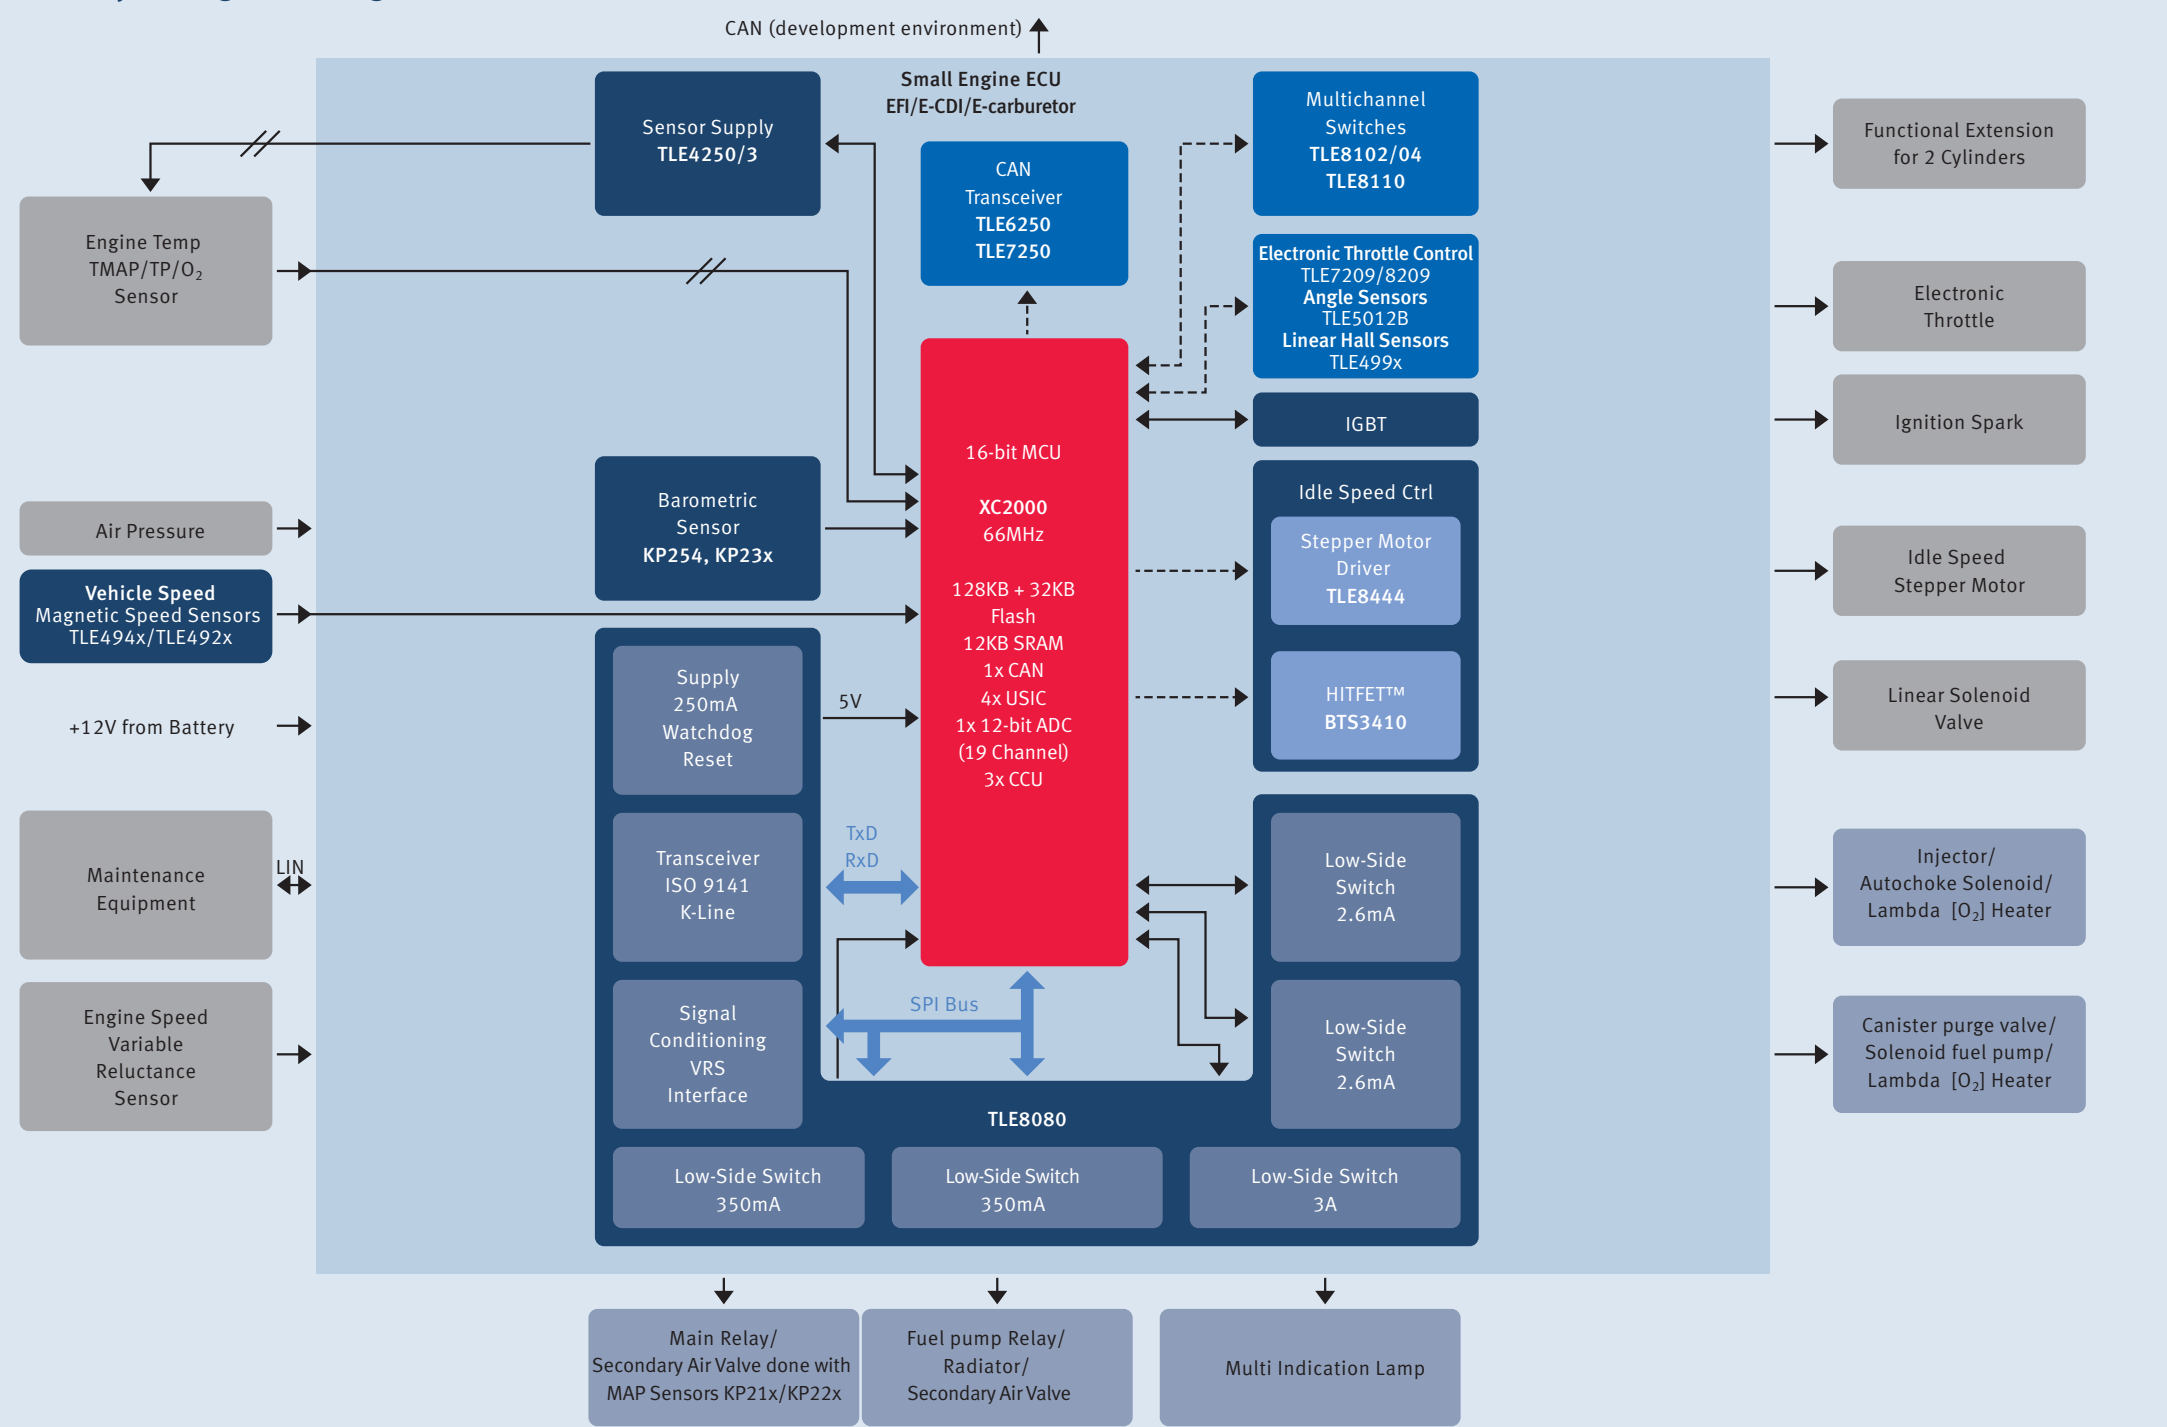 CAN (development environment)
Small Engine ECU
EFI/E-CDI/E-carburetor
Sensor Supply
TLE4250/3
CAN
Transceiver
TLE6250
TLE7250
Multichannel
Switches
TLE8102/04
TLE8110
Functional Extension
for 2 Cylinders
Engine Temp
TMAP/TP/O₂
Sensor
Electronic Throttle Control
TLE7209/8209
Angle Sensors
TLE5012B
Linear Hall Sensors
TLE499x
Electronic
Throttle
IGBT
Ignition Spark
16-bit MCU
XC2000
66MHz
128KB + 32KB
Flash
12KB SRAM
1x CAN
4x USIC
1x 12-bit ADC
(19 Channel)
3x CCU
Barometric
Sensor
KP254, KP23x
Air Pressure
Vehicle Speed
Magnetic Speed Sensors
TLE494x/TLE492x
Idle Speed Ctrl
Stepper Motor
Driver
TLE8444
Idle Speed
Stepper Motor
HITFET™
BTS3410
Linear Solenoid
Valve
+12V from Battery
Supply
250mA
Watchdog
Reset
5V
Maintenance
Equipment
LIN
Transceiver
ISO 9141
K-Line
TxD
RxD
Low-Side
Switch
2.6mA
Injector/
Autochoke Solenoid/
Lambda [O₂] Heater
Engine Speed
Variable
Reluctance
Sensor
Signal
Conditioning
VRS
Interface
SPI Bus
Low-Side
Switch
2.6mA
Canister purge valve/
Solenoid fuel pump/
Lambda [O₂] Heater
TLE8080
Low-Side Switch
350mA
Low-Side Switch
350mA
Low-Side Switch
3A
Main Relay/
Secondary Air Valve done with
MAP Sensors KP21x/KP22x
Fuel pump Relay/
Radiator/
Secondary Air Valve
Multi Indication Lamp